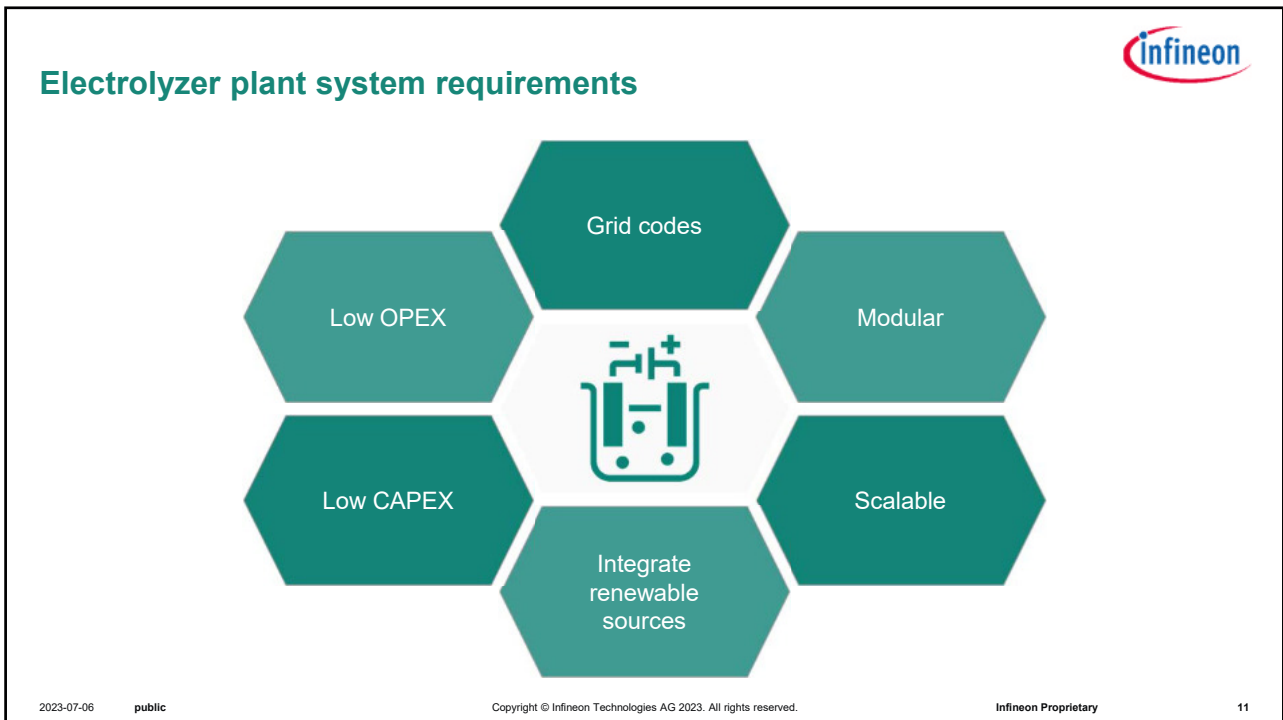 infineon
Electrolyzer plant system requirements
Grid codes
Low OPEX
Modular
- +
Low CAPEX
Scalable
Integrate
renewable
sources
2023-07-06 public Copyright © Infineon Technologies AG 2023. All rights reserved. Infineon Proprietary 11